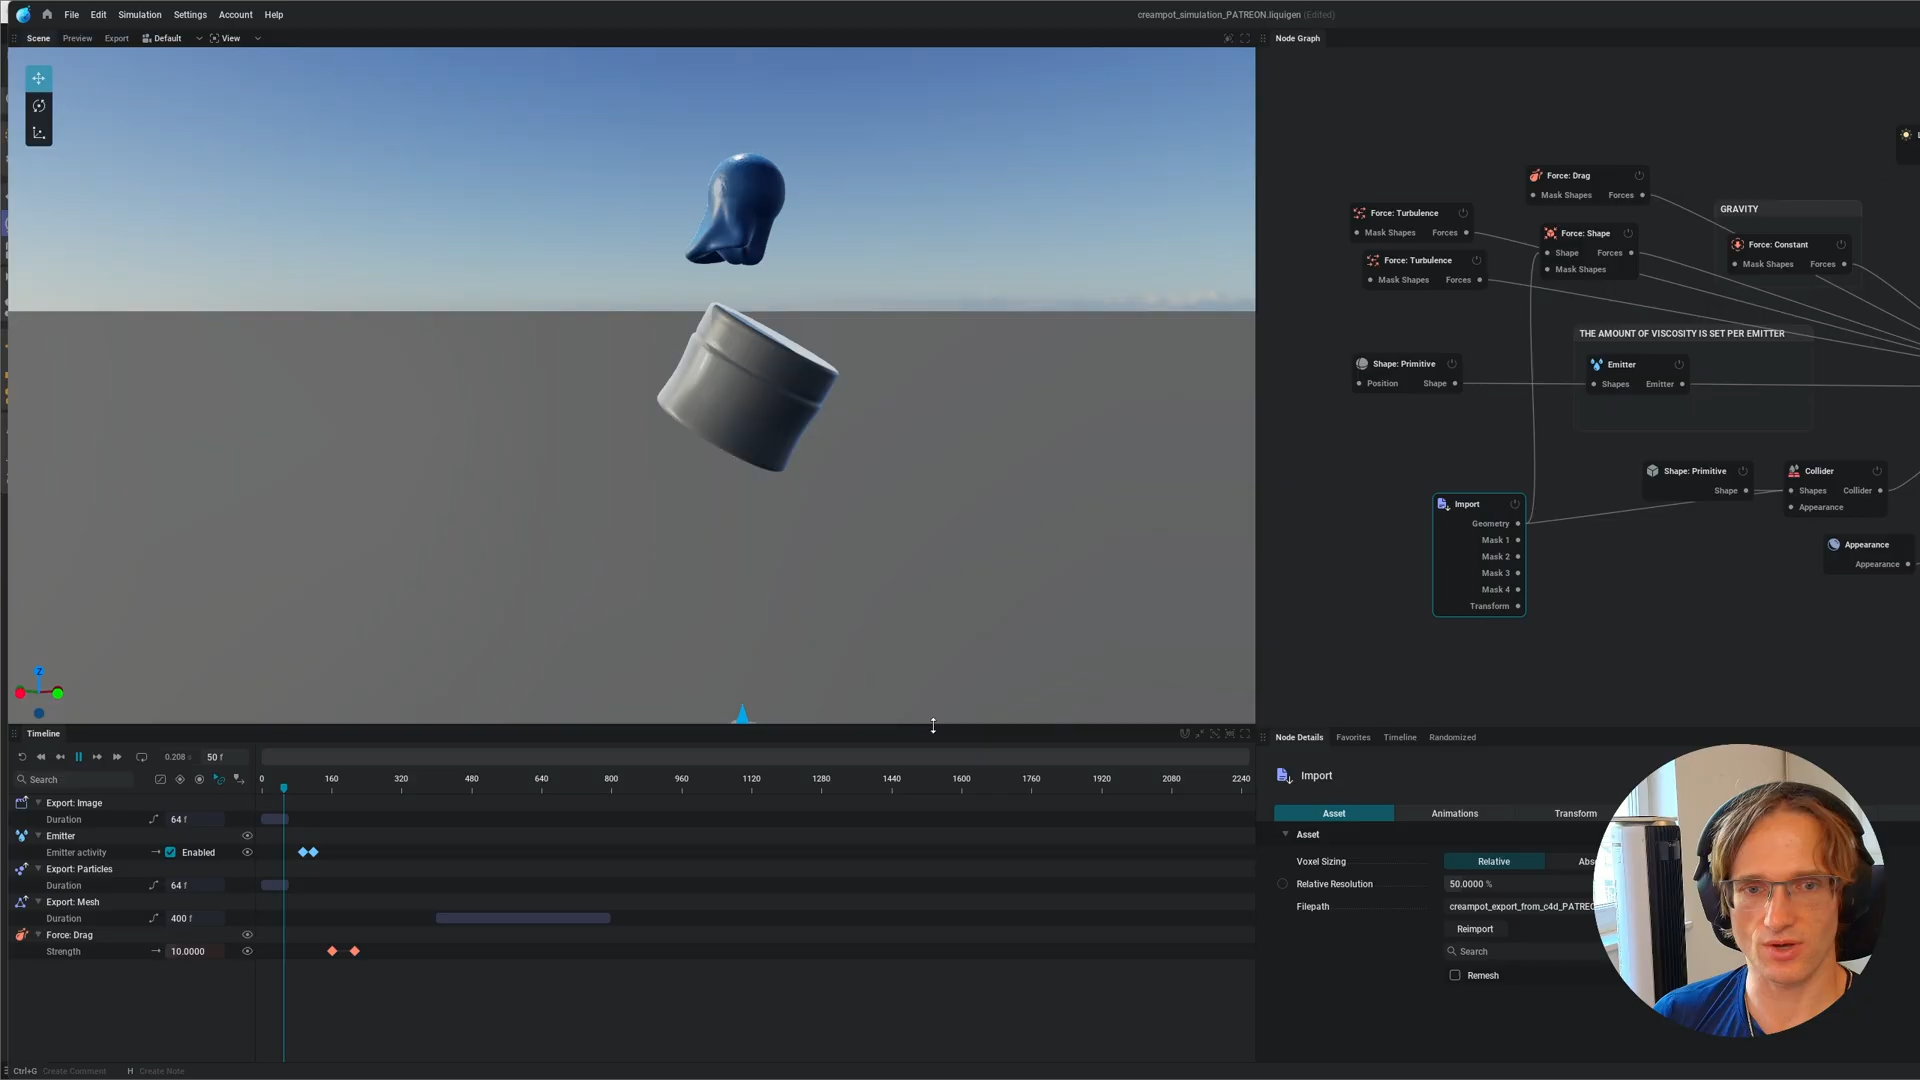 File Edit Simulation Settings Account Help
creampot_simulation_PATREON.liquigen (Edited)
Scene Preview Export Default View
Node Graph
Force: Drag
Mask Shapes Forces
Force: Turbulence
Mask Shapes Forces
Force: Shape
Shape Forces
Mask Shapes
GRAVITY
Force: Constant
Mask Shapes Forces
Force: Turbulence
Mask Shapes Forces
THE AMOUNT OF VISCOSITY IS SET PER EMITTER
Shape: Primitive
Position Shape
Emitter
Shapes Emitter
Shape: Primitive
Shape
Collider
Shapes Collider
Appearance
Import
Geometry
Mask 1
Mask 2
Mask 3
Mask 4
Transform
Appearance
Appearance
Z
Timeline
0.208 s 50 f
Search
0 160 320 480 640 800 960 1120 1280 1440 1600 1760 1920 2080 2240
Export: Image
Duration 64 f
Emitter
Emitter activity Enabled
Export: Particles
Duration 64 f
Export: Mesh
Duration 400 f
Force: Drag
Strength 10.0000
Node Details Favorites Timeline Randomized
Import
Asset Animations Transform
Asset
Voxel Sizing Relative Abs
Relative Resolution 50.0000 %
Filepath creampot_export_from_c4d_PATREO
Reimport
Search
Remesh
Ctrl+G Create Comment H Create Note